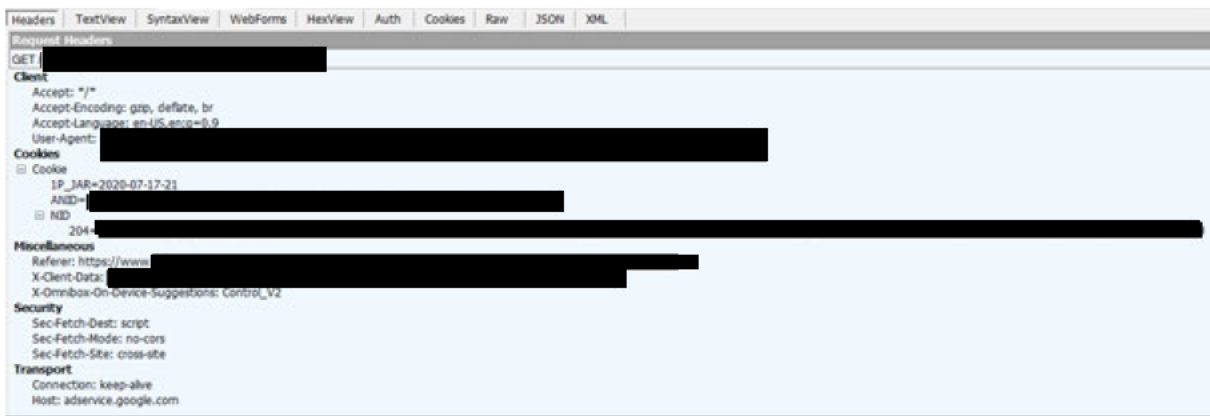 Headers TextView SyntaxView WebForms HexView Auth Cookies Raw JSON XML
Request Headers
GET
Client
Accept: */*
Accept-Encoding: gzip, deflate, br
Accept-Language: en-US,en;q=0.9
User-Agent:
Cookies
Cookie
1P_JAR=2020-07-17-21
ANID=
NID
204=
Miscellaneous
Referer: https://www.
X-Client-Data:
X-Omnibox-On-Device-Suggestions: Control_V2
Security
Sec-Fetch-Dest: script
Sec-Fetch-Mode: no-cors
Sec-Fetch-Site: cross-site
Transport
Connection: keep-alive
Host: adservice.google.com